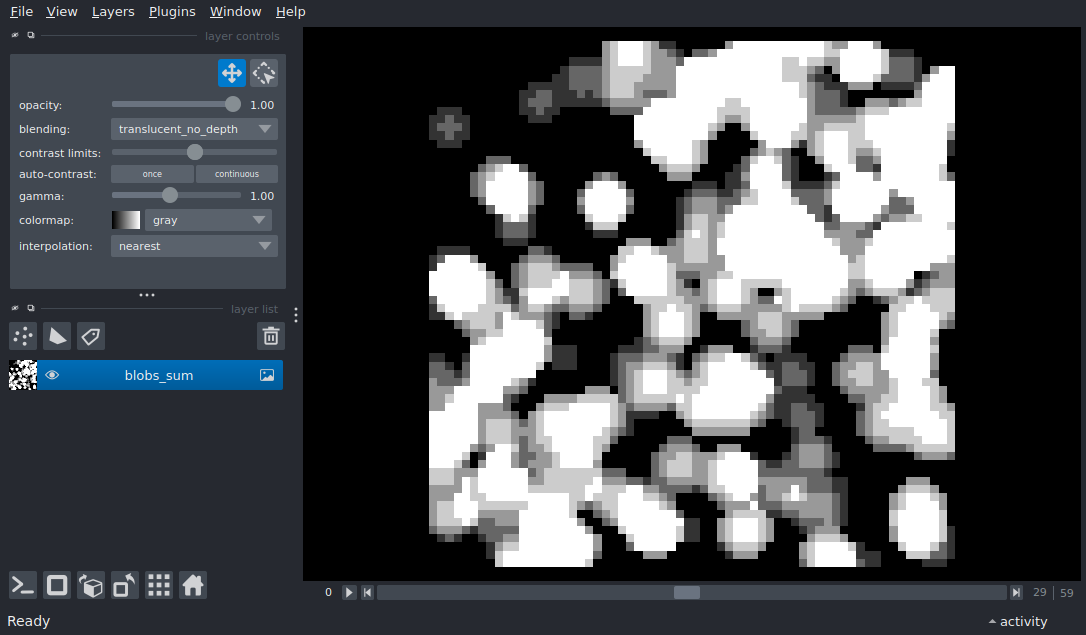 File View Layers Plugins Window Help
layer controls
opacity: 1.00
blending: translucent_no_depth
contrast limits:
auto-contrast: once continuous
gamma: 1.00
colormap: gray
interpolation: nearest
layer list
blobs_sum
0 29 59
Ready activity